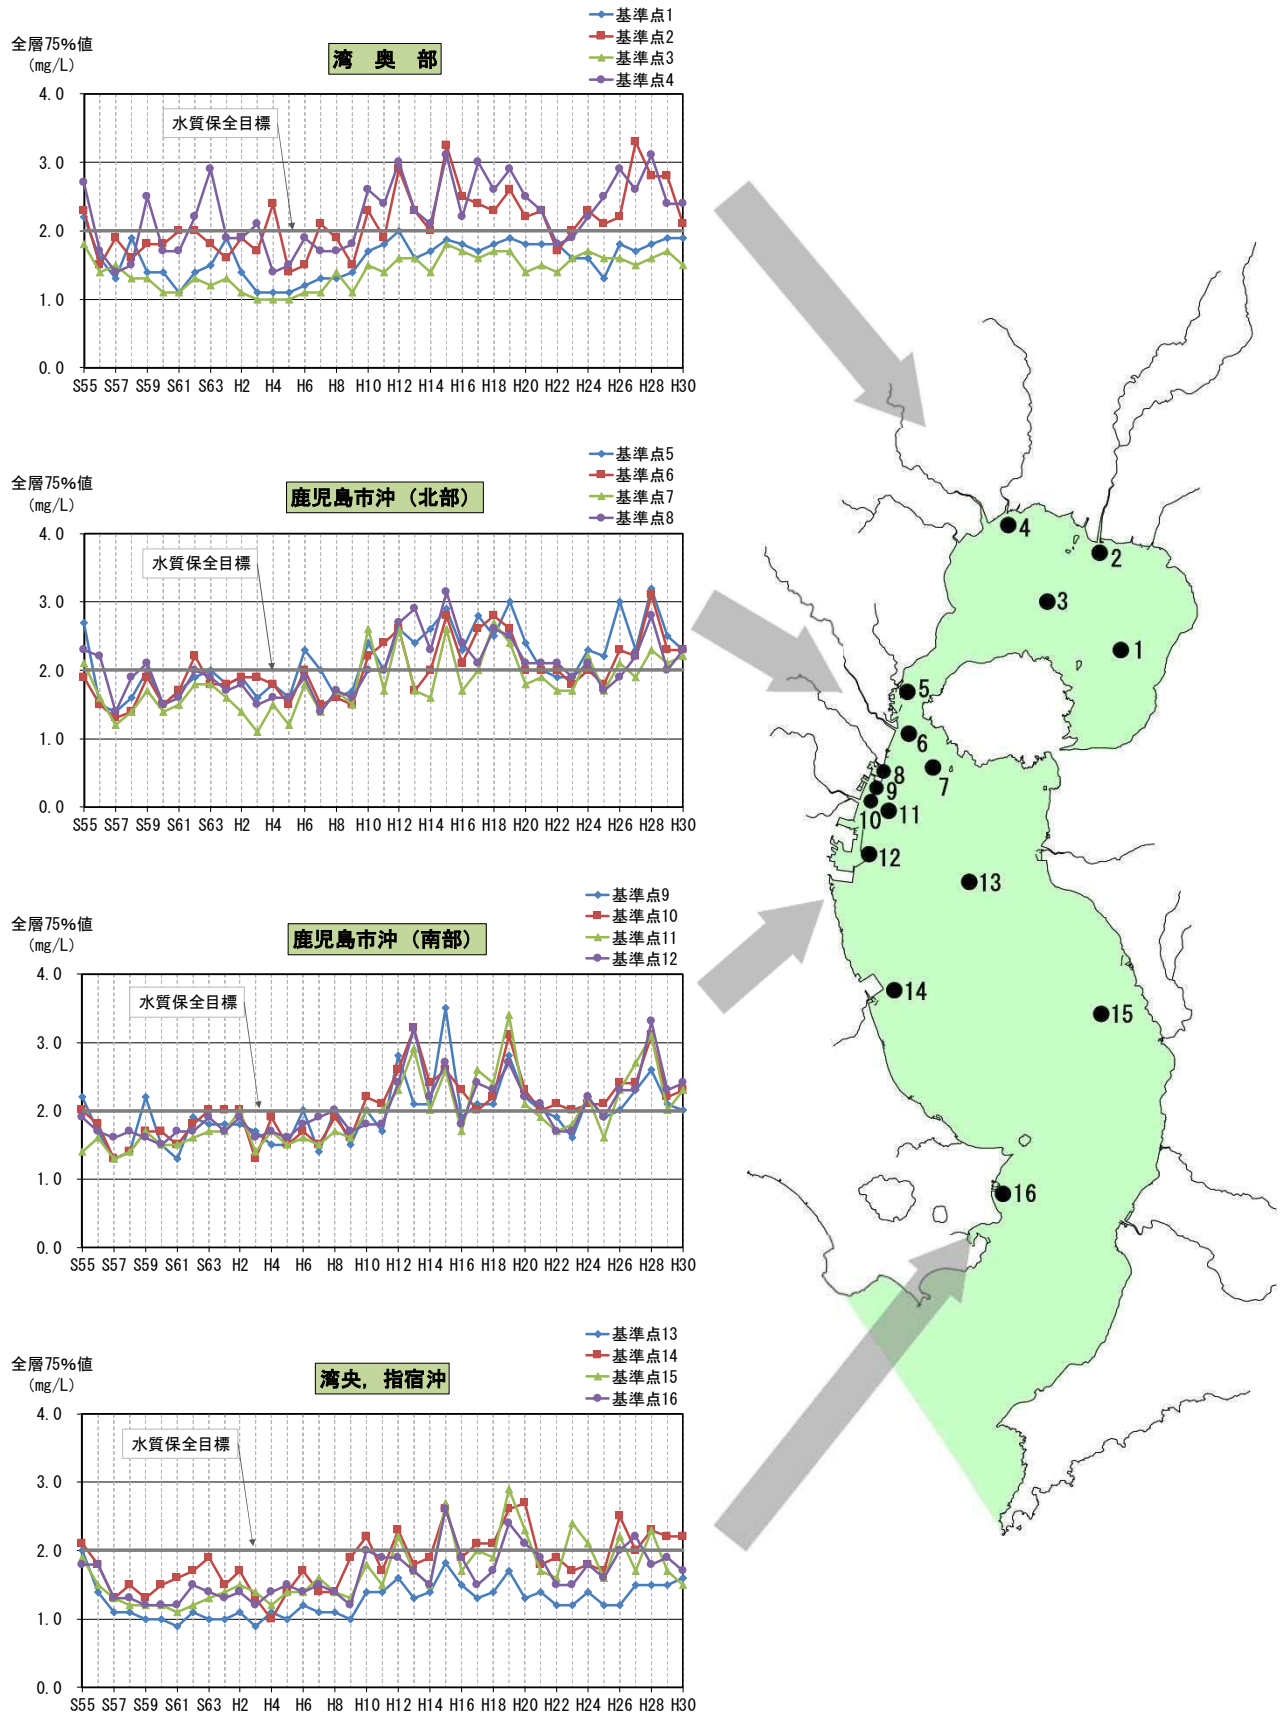 全層75%値
(mg/L)
湾 奥 部
基準点1
基準点2
基準点3
基準点4
水質保全目標
4.0
3.0
2.0
1.0
0.0
S55 S57 S59 S61 S63 H2 H4 H6 H8 H10 H12 H14 H16 H18 H20 H22 H24 H26 H28 H30
全層75%値
(mg/L)
鹿児島市沖（北部）
基準点5
基準点6
基準点7
基準点8
水質保全目標
4.0
3.0
2.0
1.0
0.0
S55 S57 S59 S61 S63 H2 H4 H6 H8 H10 H12 H14 H16 H18 H20 H22 H24 H26 H28 H30
全層75%値
(mg/L)
鹿児島市沖（南部）
基準点9
基準点10
基準点11
基準点12
水質保全目標
4.0
3.0
2.0
1.0
0.0
S55 S57 S59 S61 S63 H2 H4 H6 H8 H10 H12 H14 H16 H18 H20 H22 H24 H26 H28 H30
全層75%値
(mg/L)
湾央，指宿沖
基準点13
基準点14
基準点15
基準点16
水質保全目標
4.0
3.0
2.0
1.0
0.0
S55 S57 S59 S61 S63 H2 H4 H6 H8 H10 H12 H14 H16 H18 H20 H22 H24 H26 H28 H30
4
2
3
1
5
6
7
8
9
10
11
12
13
14
15
16